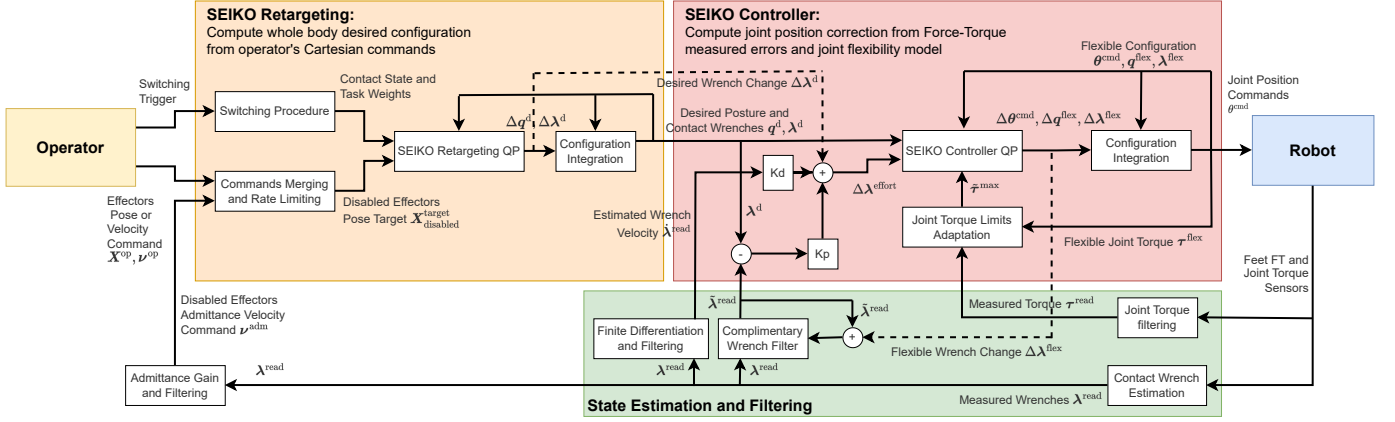 SEIKO Retargeting:
Compute whole body desired configuration
from operator's Cartesian commands
SEIKO Controller:
Compute joint position correction from Force-Torque
measured errors and joint flexibility model
Flexible Configuration
θ^cmd, q^flex, λ^flex
Switching
Trigger
Contact State and
Task Weights
Desired Wrench Change Δλ^d
Joint Position
Commands
θ^cmd
Switching Procedure
Δq^d, Δλ^d
Desired Posture and
Contact Wrenches q^d, λ^d
Δθ^cmd, Δq^flex, Δλ^flex
Operator
SEIKO Retargeting QP
Configuration
Integration
SEIKO Controller QP
Configuration
Integration
Robot
Kd
+
Δλ^effort
τ̃^max
Commands Merging
and Rate Limiting
Disabled Effectors
Pose Target X^target_disabled
Effectors
Pose or
Velocity
Command
X^op, ν^op
Estimated Wrench
Velocity λ̇^read
λ^d
Joint Torque Limits
Adaptation
Flexible Joint Torque τ^flex
-
Kp
Feet FT and
Joint Torque
Sensors
Disabled Effectors
Admittance Velocity
Command ν^adm
λ̃^read
λ̃^read
Measured Torque τ^read
Joint Torque
filtering
Finite Differentiation
and Filtering
Complimentary
Wrench Filter
+
Flexible Wrench Change Δλ^flex
λ^read
λ^read
λ^read
Admittance Gain
and Filtering
Contact Wrench
Estimation
Measured Wrenches λ^read
State Estimation and Filtering